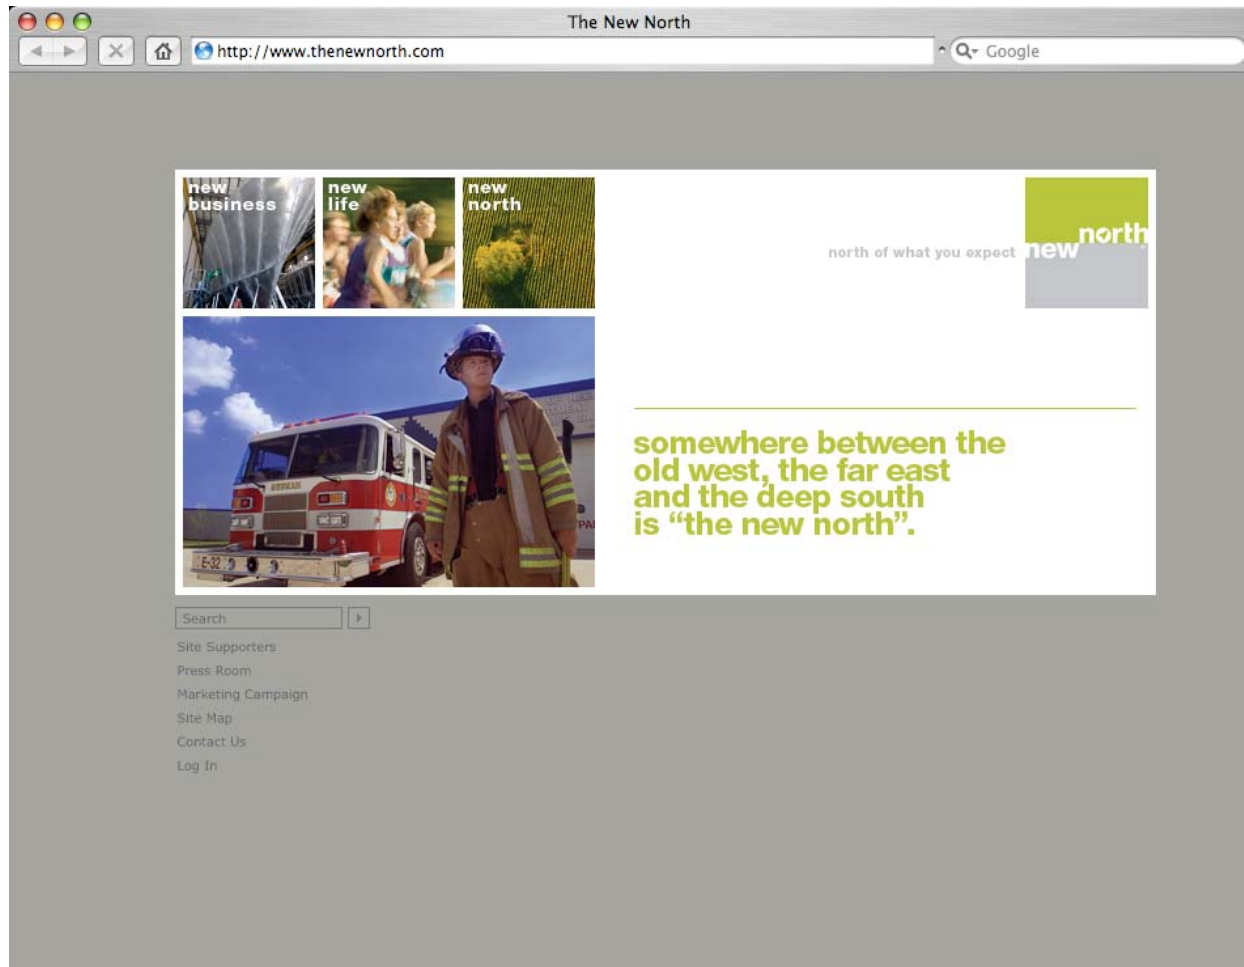 The New North
http://www.thenewnorth.com
Google
new
business
new
life
new
north
north of what you expect
north
new
somewhere between the
old west, the far east
and the deep south
is “the new north”.
E-32
Search
Site Supporters
Press Room
Marketing Campaign
Site Map
Contact Us
Log In